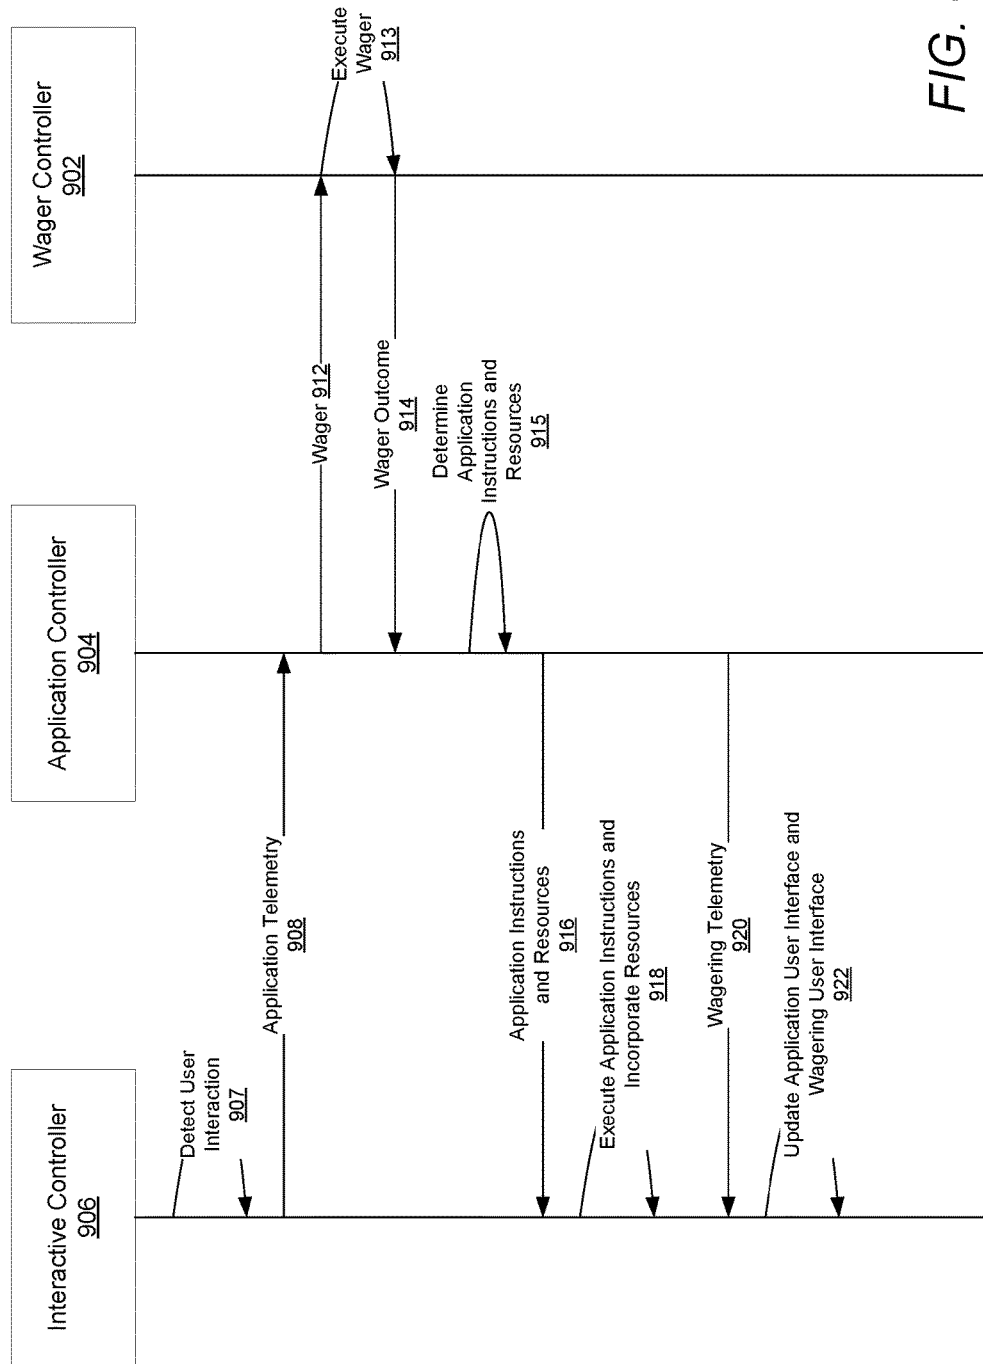 Interactive Controller
906
Application Controller
904
Wager Controller
902
Detect User
Interaction
907
Application Telemetry
908
Wager 912
Execute
Wager
913
Wager Outcome
914
Determine
Application
Instructions and
Resources
915
Application Instructions
and Resources
916
Execute Application Instructions and
Incorporate Resources
918
Wagering Telemetry
920
Update Application User Interface and
Wagering User Interface
922
FIG.